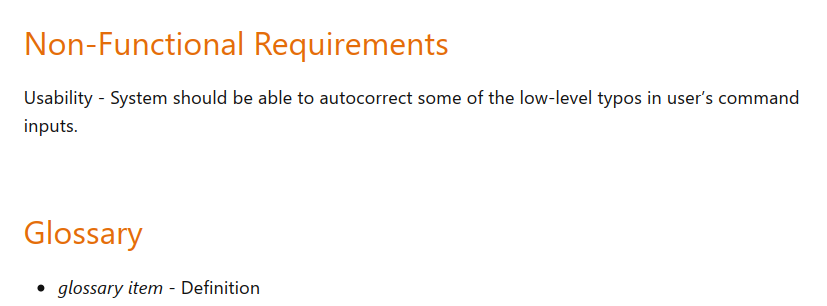 Non-Functional Requirements
Usability - System should be able to autocorrect some of the low-level typos in user’s command
inputs.
Glossary
• glossary item - Definition